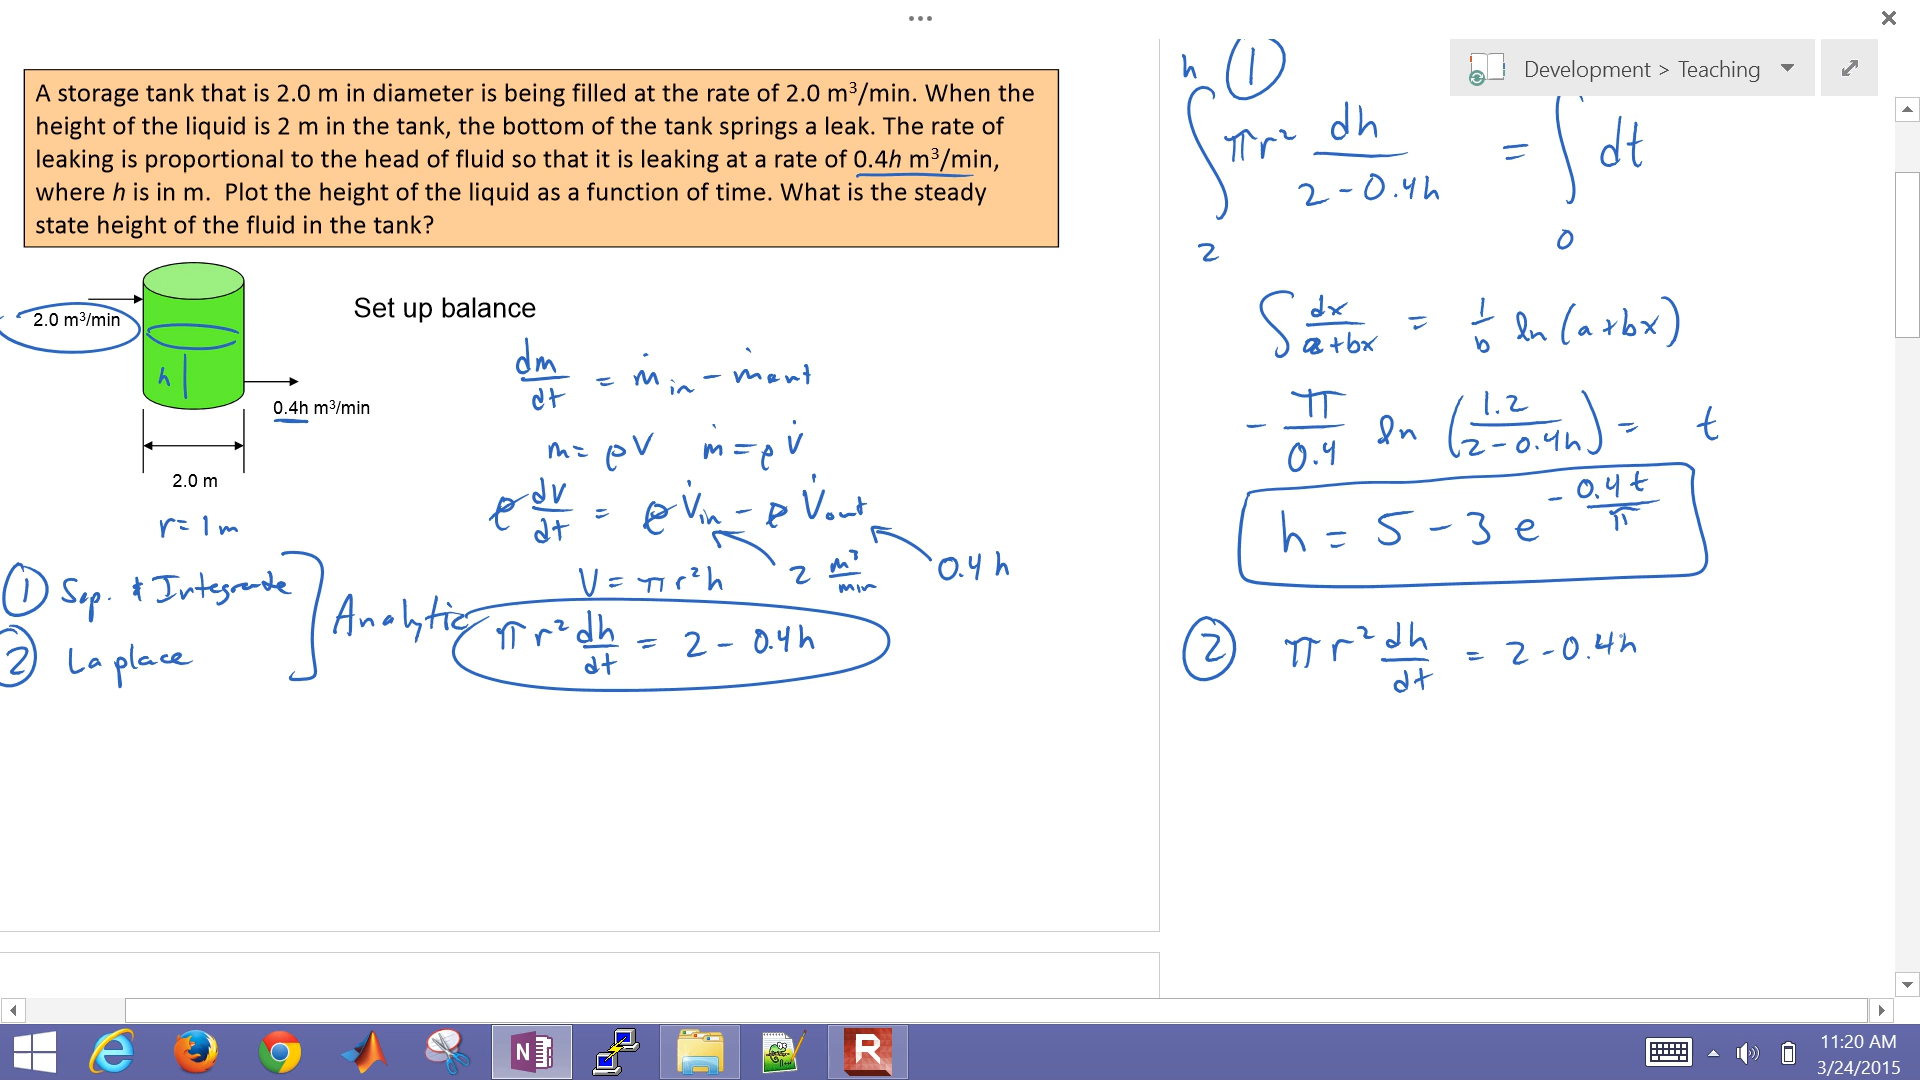 •••
×
Development > Teaching
A storage tank that is 2.0 m in diameter is being filled at the rate of 2.0 m³/min. When the
height of the liquid is 2 m in the tank, the bottom of the tank springs a leak. The rate of
leaking is proportional to the head of fluid so that it is leaking at a rate of 0.4h m³/min,
where h is in m. Plot the height of the liquid as a function of time. What is the steady
state height of the fluid in the tank?
2.0 m³/min
h
0.4h m³/min
2.0 m
r = 1 m
Set up balance
dm/dt = ṁ in - ṁ out
m = ρV ṁ = ρV̇
ρ dV/dt = ρ V̇in - ρ V̇out
V = πr²h 2 m³/min 0.4h
πr² dh/dt = 2 - 0.4h
① Sep. & Integrate
② Laplace
Analytic
①
∫ h 2 πr² dh/(2 - 0.4h) = ∫ 0 dt
∫ dx/(a+bx) = 1/b ln(a+bx)
- π/0.4 ln(1.2/(2-0.4h)) = t
h = 5 - 3e^(-0.4t/π)
② πr² dh/dt = 2 - 0.4h
N
R
11:20 AM
3/24/2015